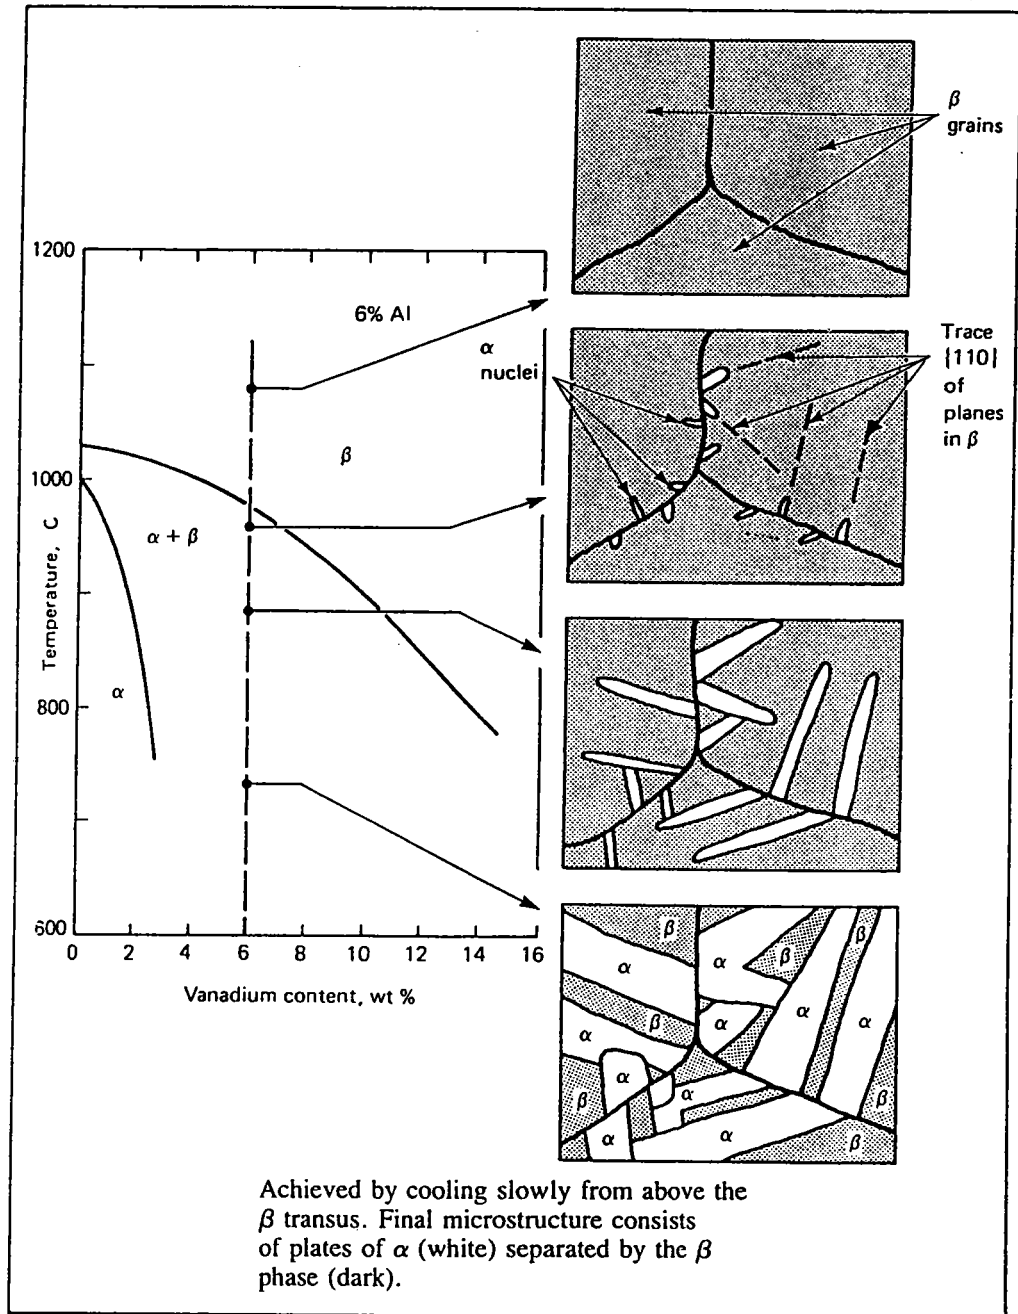 β
grains
1200
6% Al
α
nuclei
Trace
{110}
of
planes
in β
β
1000
Temperature, C
α + β
α
800
600
0 2 4 6 8 10 12 14 16
Vanadium content, wt %
β
α
β
β
α
α
α
β
α
α
α
β
α
β
α
α
β
Achieved by cooling slowly from above the
β transus. Final microstructure consists
of plates of α (white) separated by the β
phase (dark).